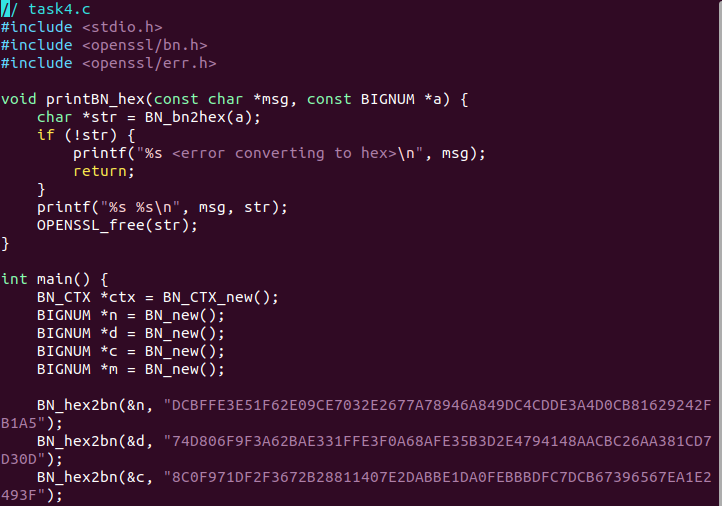 // task4.c
#include <stdio.h>
#include <openssl/bn.h>
#include <openssl/err.h>

void printBN_hex(const char *msg, const BIGNUM *a) {
    char *str = BN_bn2hex(a);
    if (!str) {
        printf("%s <error converting to hex>\n", msg);
        return;
    }
    printf("%s %s\n", msg, str);
    OPENSSL_free(str);
}

int main() {
    BN_CTX *ctx = BN_CTX_new();
    BIGNUM *n = BN_new();
    BIGNUM *d = BN_new();
    BIGNUM *c = BN_new();
    BIGNUM *m = BN_new();

    BN_hex2bn(&n, "DCBFFE3E51F62E09CE7032E2677A78946A849DC4CDDE3A4D0CB81629242F
B1A5");
    BN_hex2bn(&d, "74D806F9F3A62BAE331FFE3F0A68AFE35B3D2E4794148AACBC26AA381CD7
D30D");
    BN_hex2bn(&c, "8C0F971DF2F3672B28811407E2DABBE1DA0FEBBBDFC7DCB67396567EA1E2
493F");